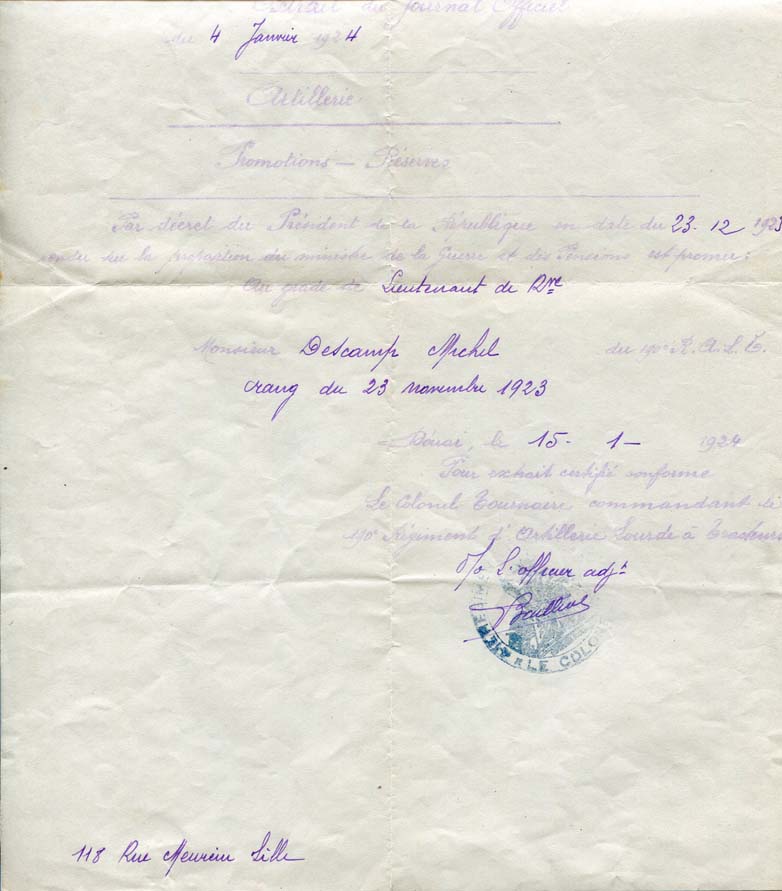 Extrait du Journal Officiel
du 4 Janvier 1924
Artillerie
Promotions — Réserves
Par décret du Président de la République en date du 23. 12 1923
rendu sur la proposition du ministre de la Guerre et des Pensions est promu :
Au grade de Lieutenant de Rve
Monsieur Descamp Michel du 190e R. A. L. T.
rang du 23 novembre 1923
Douai, le 15 - 1 - 1924
Pour extrait certifié conforme
Le Colonel Tournaire commandant le
190e Régiment d'Artillerie Lourde à Tracteurs
P/o L'officier adjt
LE COLO
118 Rue Meurein Lille